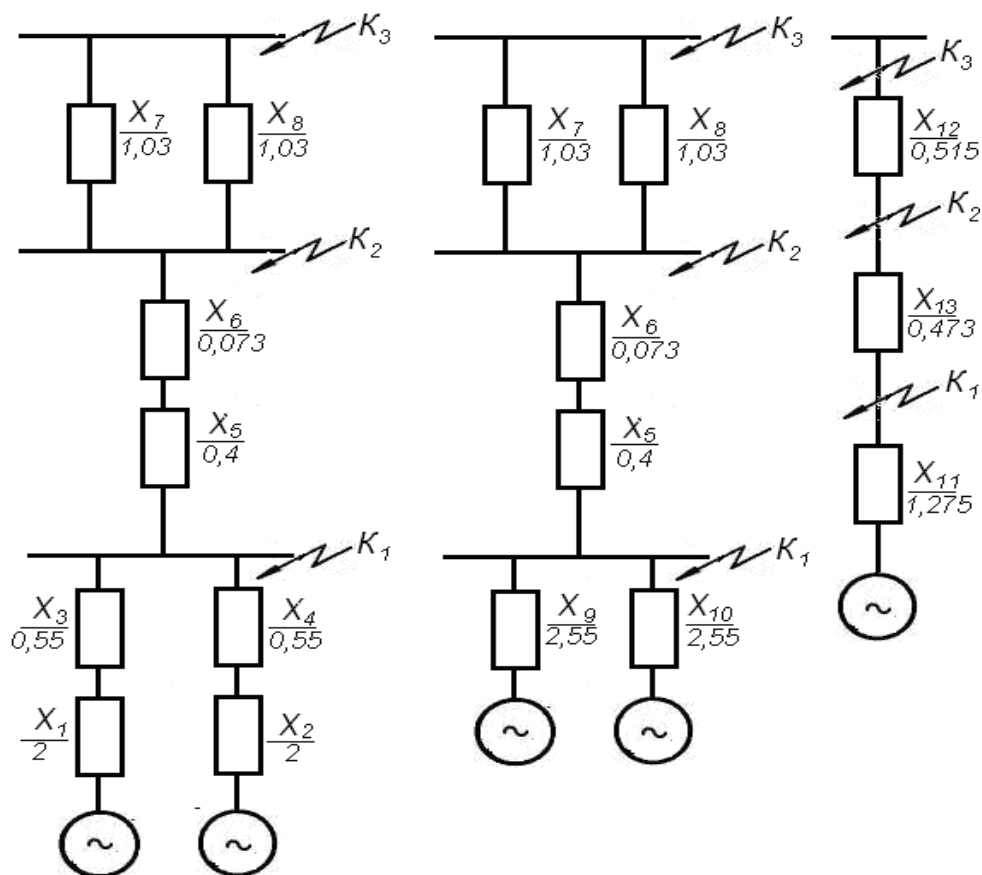 K3
X7
1,03
X8
1,03
K2
X6
0,073
X5
0,4
K1
X3
0,55
X4
0,55
X1
2
X2
2
~
~
K3
X7
1,03
X8
1,03
K2
X6
0,073
X5
0,4
K1
X9
2,55
X10
2,55
~
~
K3
X12
0,515
K2
X13
0,473
K1
X11
1,275
~